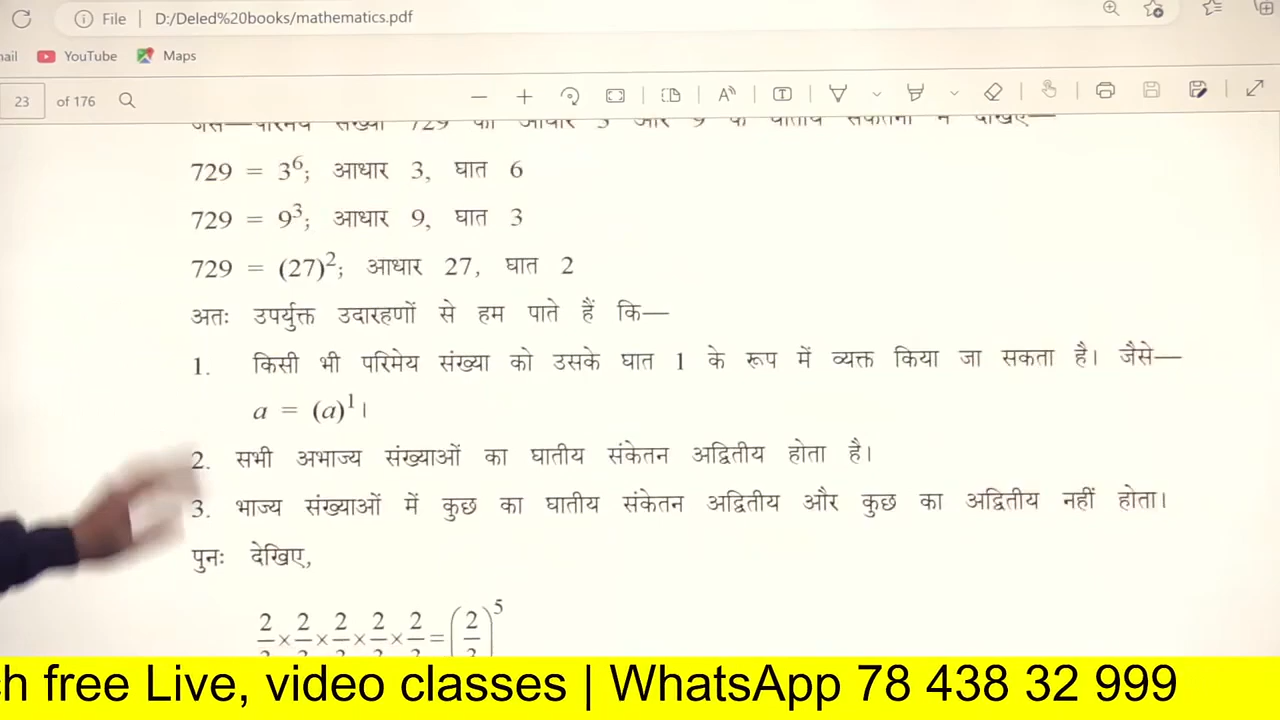 File | D:/Deled%20books/mathematics.pdf
YouTube Maps
23 of 176
729 = 3⁶; आधार 3, घात 6
729 = 9³; आधार 9, घात 3
729 = (27)²; आधार 27, घात 2
अतः उपर्युक्त उदारहणों से हम पाते हैं कि—
1. किसी भी परिमेय संख्या को उसके घात 1 के रूप में व्यक्त किया जा सकता है। जैसे—
a = (a)¹।
2. सभी अभाज्य संख्याओं का घातीय संकेतन अद्वितीय होता है।
3. भाज्य संख्याओं में कुछ का घातीय संकेतन अद्वितीय और कुछ का अद्वितीय नहीं होता।
पुनः देखिए,
free Live, video classes | WhatsApp 78 438 32 999